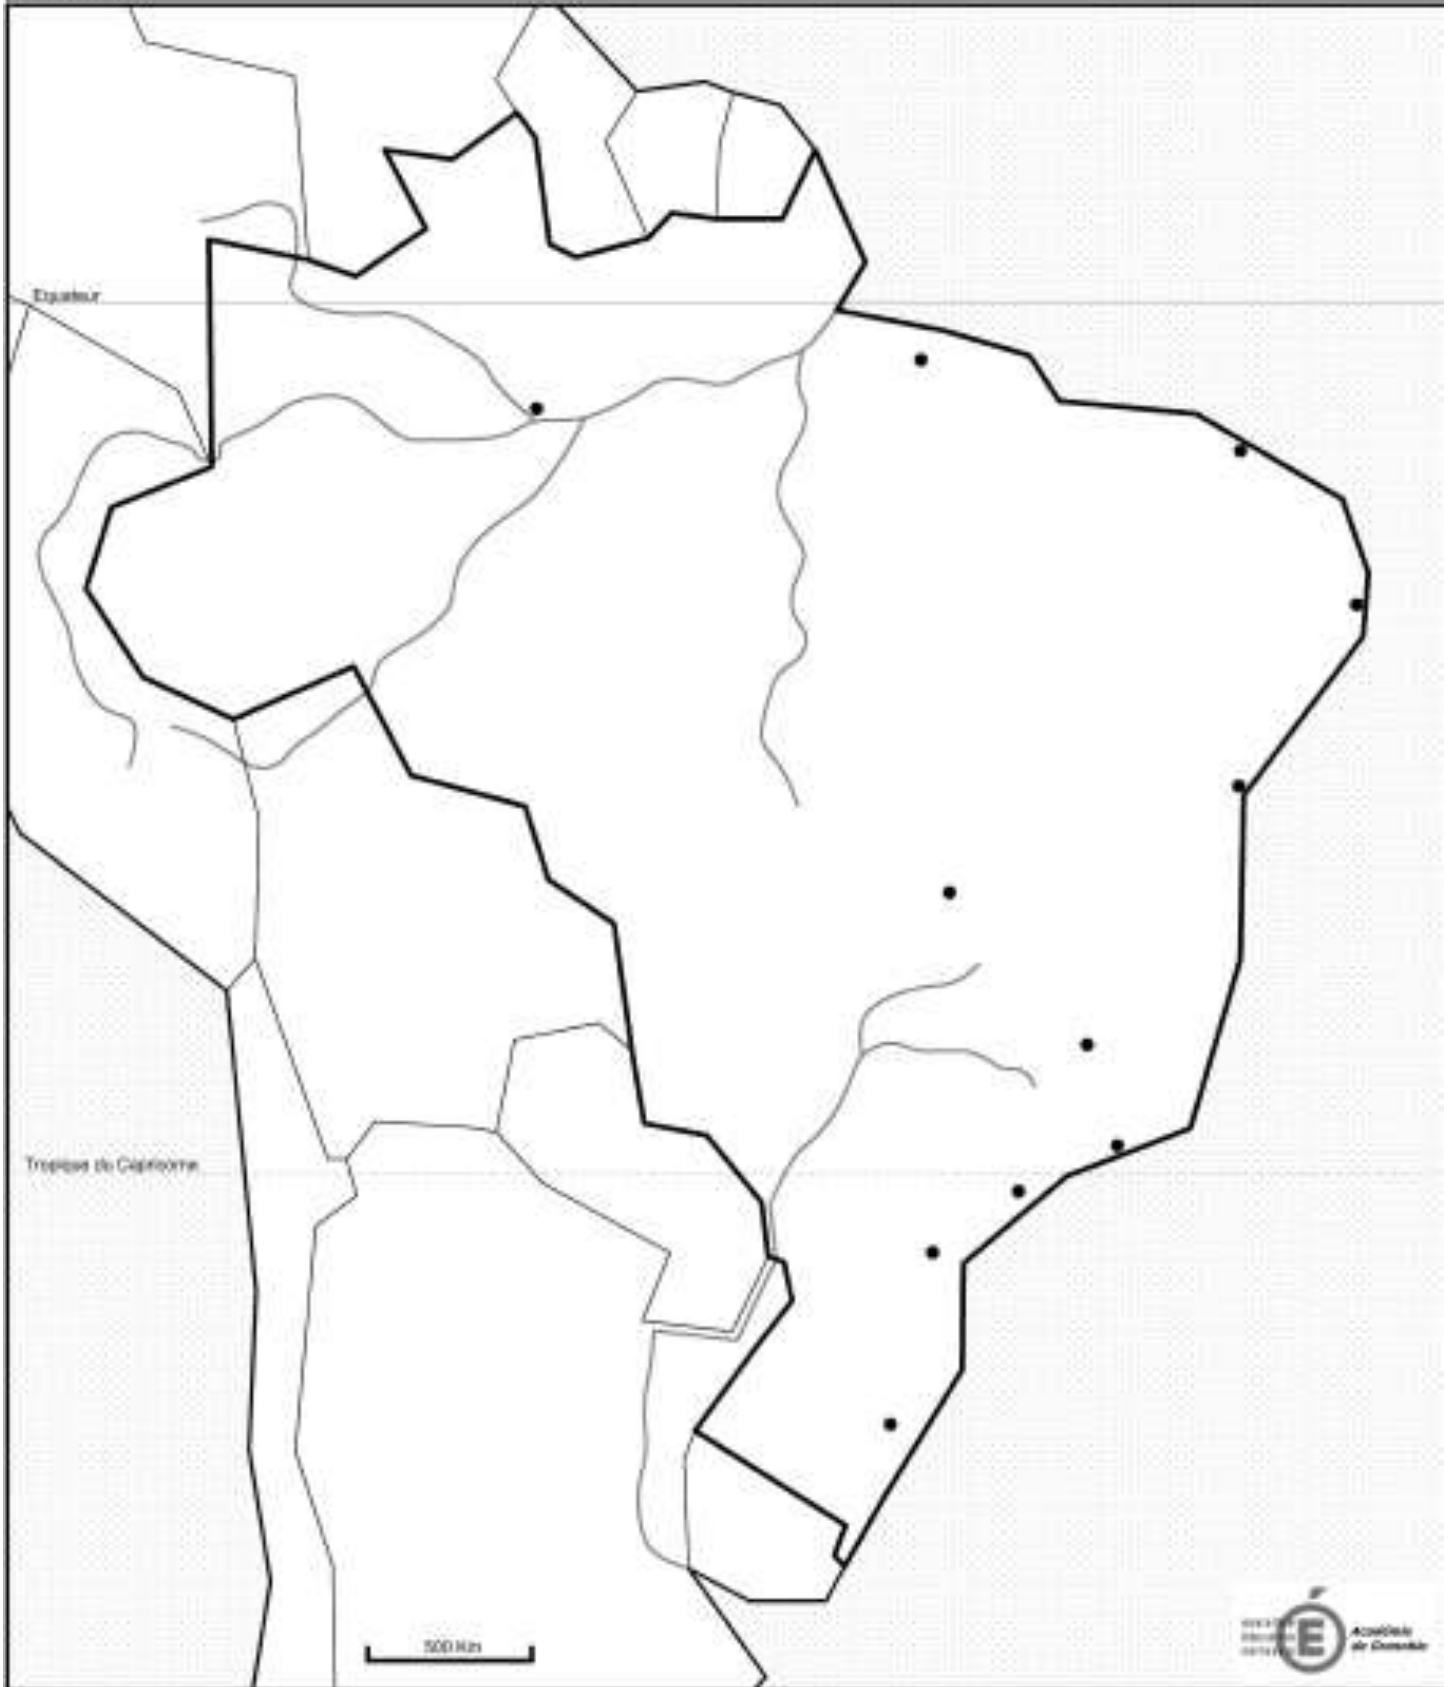 Equateur
Tropique du Capricorne
500 Km
É
Académie
de Grenoble